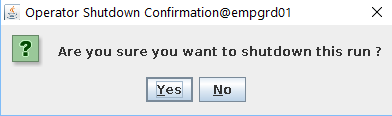 Operator Shutdown Confirmation@empgrd01
Are you sure you want to shutdown this run ?
Yes No